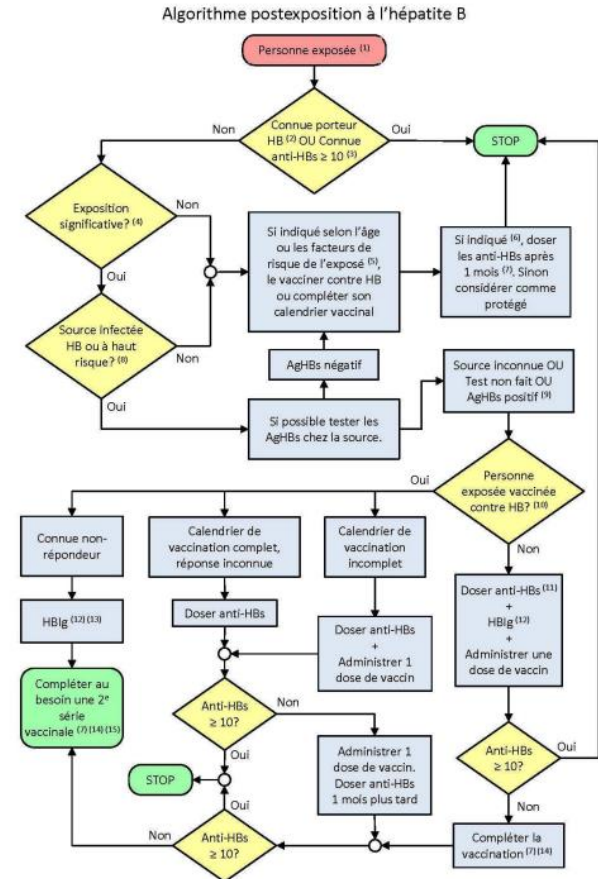 Algorithme postexposition à l'hépatite B
Personne exposée (1)
Non
Connue porteur
HB (2) OU Connue
anti-HBs ≥ 10 (3)
Oui
STOP
Exposition
significative? (4)
Non
Oui
Si indiqué selon l'âge
ou les facteurs de
risque de l'exposé (5),
le vacciner contre HB
ou compléter son
calendrier vaccinal
Si indiqué (6), doser
les anti-HBs après
1 mois (7). Sinon
considérer comme
protégé
Source infectée
HB ou à haut
risque? (8)
Non
Oui
AgHBs négatif
Si possible tester les
AgHBs chez la source.
Source inconnue OU
Test non fait OU
AgHBs positif (9)
Oui
Personne
exposée vaccinée
contre HB? (10)
Non
Connue non-
répondeur
Calendrier de
vaccination complet,
réponse inconnue
Calendrier de
vaccination
incomplet
HBIg (12) (13)
Doser anti-HBs
Doser anti-HBs
+
Administrer 1
dose de vaccin
Doser anti-HBs (11)
+
HBIg (12)
+
Administrer une
dose de vaccin
Compléter au
besoin une 2e
série
vaccinale (7) (14) (15)
Anti-HBs
≥ 10?
Non
Oui
STOP
Administrer 1
dose de vaccin.
Doser anti-HBs
1 mois plus tard
Anti-HBs
≥ 10?
Oui
Non
Oui
Non
Anti-HBs
≥ 10?
Compléter la
vaccination (7) (14)